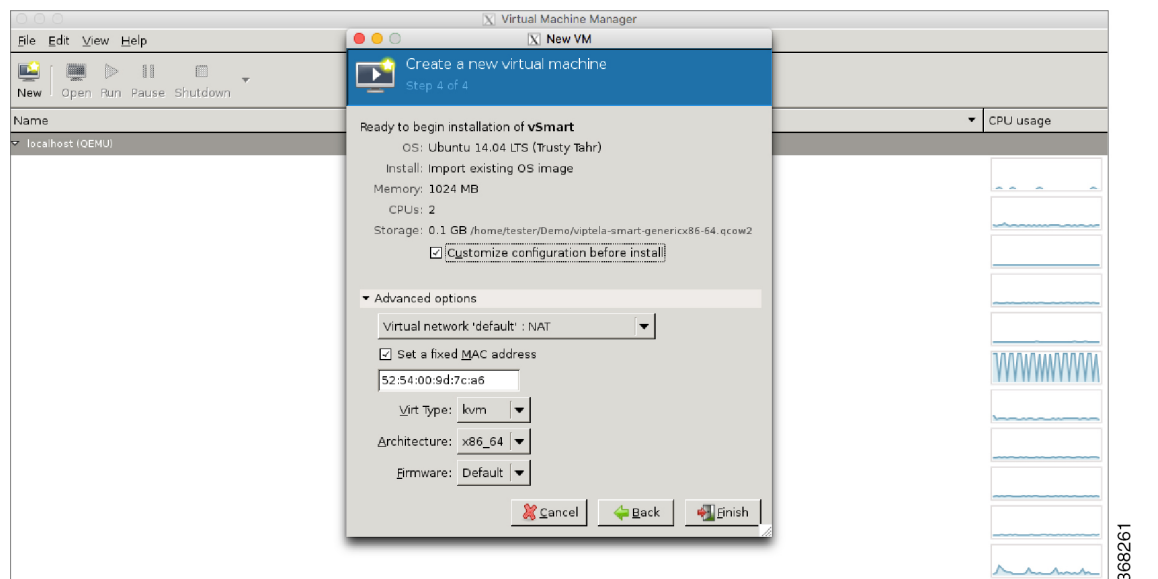 Virtual Machine Manager
File Edit View Help
New Open Run Pause Shutdown
Name
CPU usage
localhost (QEMU)
New VM
Create a new virtual machine
Step 4 of 4
Ready to begin installation of vSmart
OS: Ubuntu 14.04 LTS (Trusty Tahr)
Install: Import existing OS image
Memory: 1024 MB
CPUs: 2
Storage: 0.1 GB /home/tester/Demo/viptela-smart-genericx86-64.qcow2
Customize configuration before install
Advanced options
Virtual network 'default' : NAT
Set a fixed MAC address
52:54:00:9d:7c:a6
Virt Type: kvm
Architecture: x86_64
Firmware: Default
Cancel Back Finish
368261